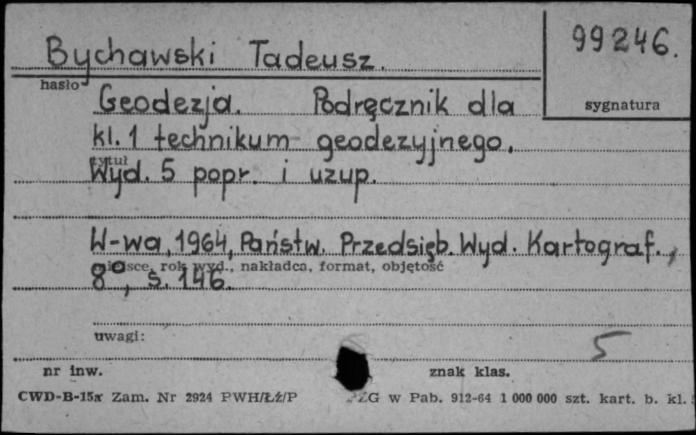 Bychawski Tadeusz.
99246.
hasło
sygnatura
Geodezja. Podręcznik dla
kl. 1 technikum geodezyjnego.
tytuł
Wyd. 5 popr. i uzup.
W-wa, 1964, Państw. Przedsięb. Wyd. Kartograf.,
miejsce, rok wyd., nakładca, format, objętość
8°, s. 146.
uwagi:
5
nr inw.
znak klas.
CWD-B-15a Zam. Nr 2924 PWH/Łż/P PZG w Pab. 912-64 1 000 000 szt. kart. b. kl.